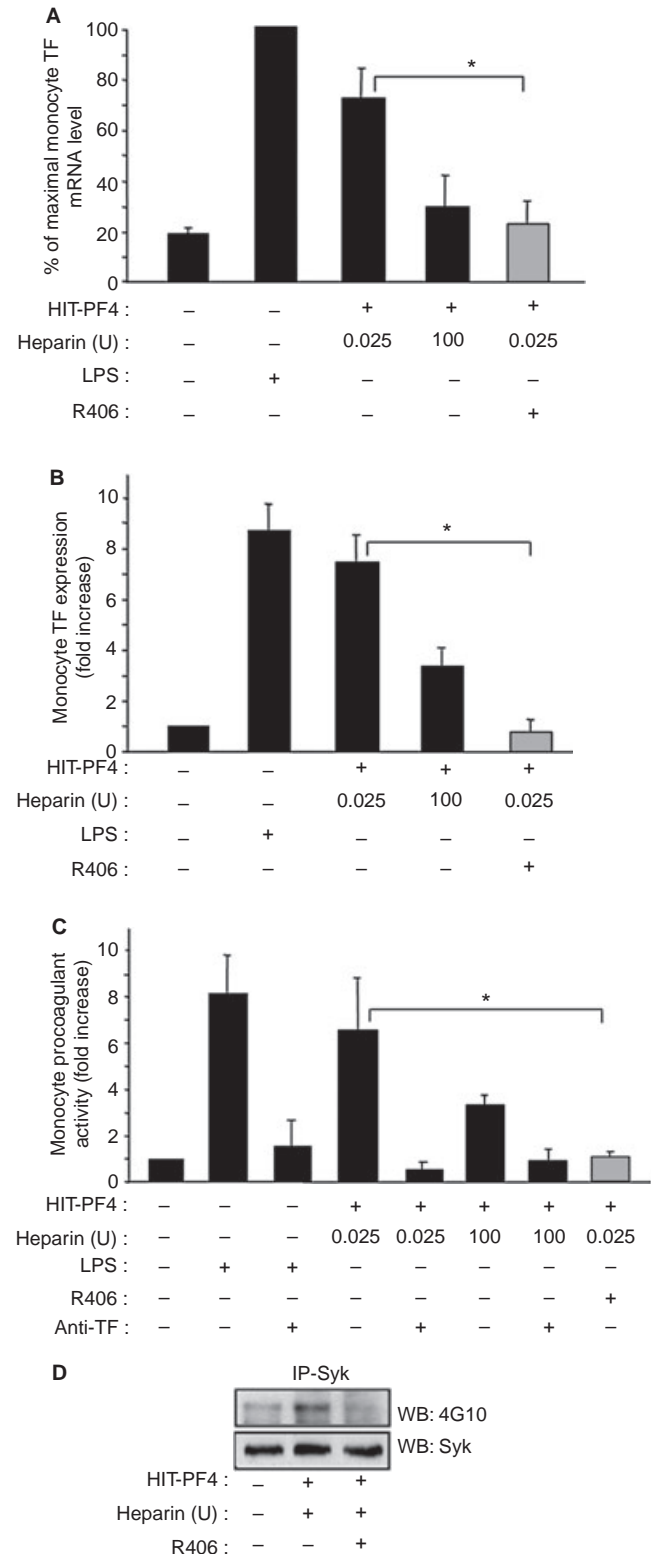 A
% of maximal monocyte TF
mRNA level
100
80
60
40
20
0
*
HIT-PF4 : – – + + +
Heparin (U) : – – 0.025 100 0.025
LPS : – + – – –
R406 : – – – – +
B
Monocyte TF expression
(fold increase)
10
8
6
4
2
0
*
HIT-PF4 : – – + + +
Heparin (U) : – – 0.025 100 0.025
LPS : – + – – –
R406 : – – – – +
C
Monocyte procoagulant
activity (fold increase)
10
8
6
4
2
0
*
HIT-PF4 : – – – + + + + +
Heparin (U) : – – – 0.025 0.025 100 100 0.025
LPS : – + + – – – – –
R406 : – – – – – – – +
Anti-TF : – – + – + – + –
D
IP-Syk
WB: 4G10
WB: Syk
HIT-PF4 : – + +
Heparin (U) : – + +
R406 : – – +